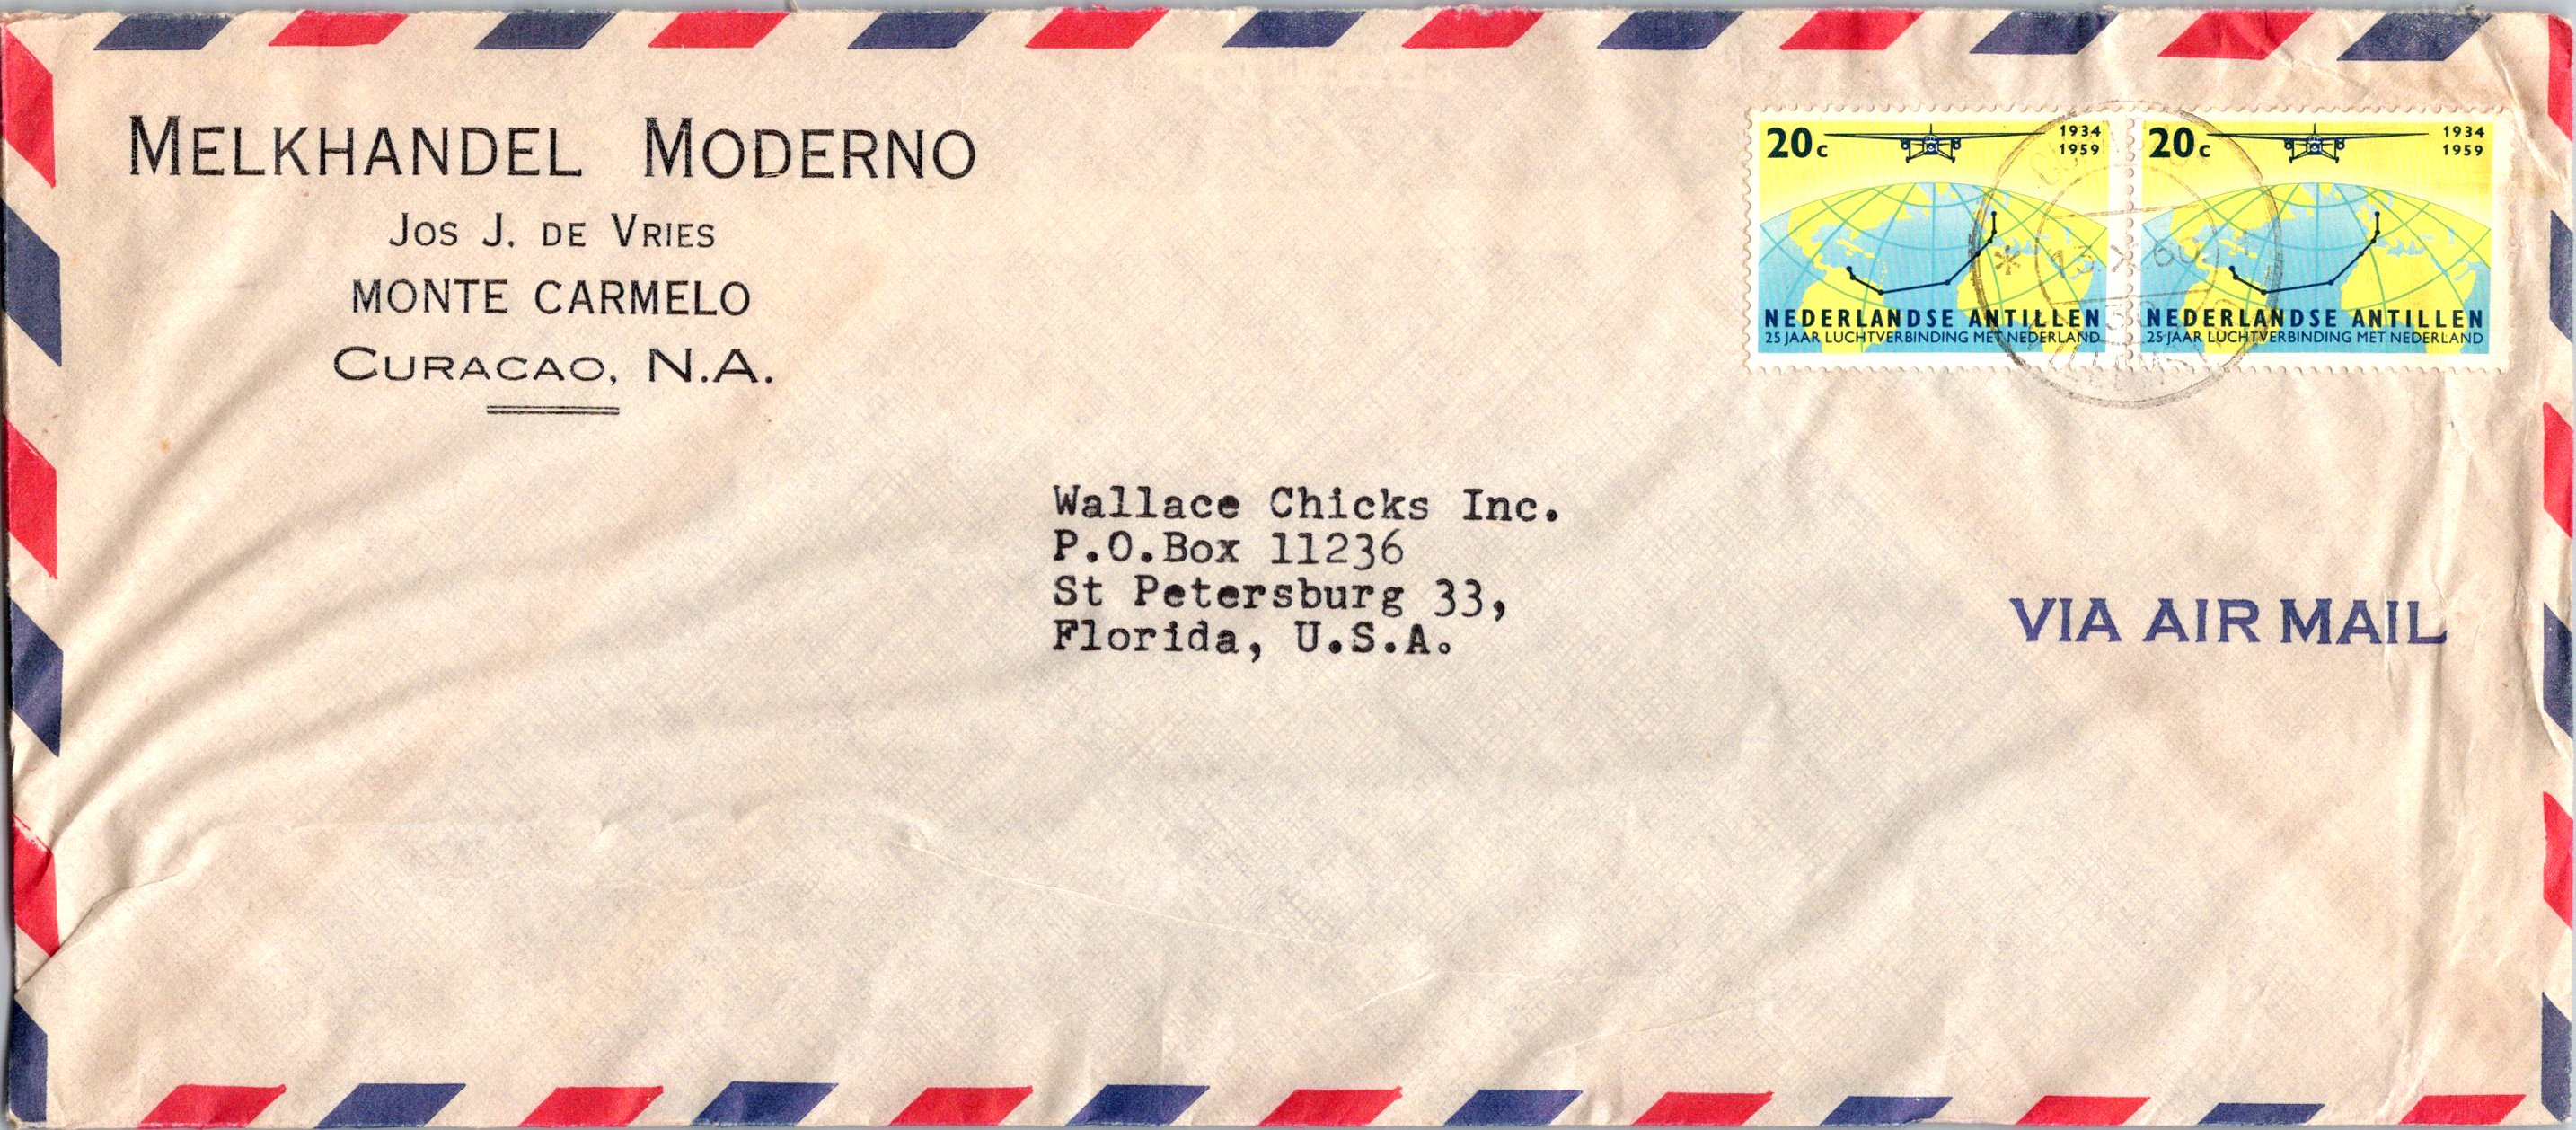 MELKHANDEL MODERNO
JOS J. DE VRIES
MONTE CARMELO
CURACAO, N.A.
20 c 1934
1959
NEDERLANDSE ANTILLEN
25 JAAR LUCHTVERBINDING MET NEDERLAND
20 c 1934
1959
NEDERLANDSE ANTILLEN
25 JAAR LUCHTVERBINDING MET NEDERLAND
Wallace Chicks Inc.
P.O.Box 11236
St Petersburg 33,
Florida, U.S.A.
VIA AIR MAIL